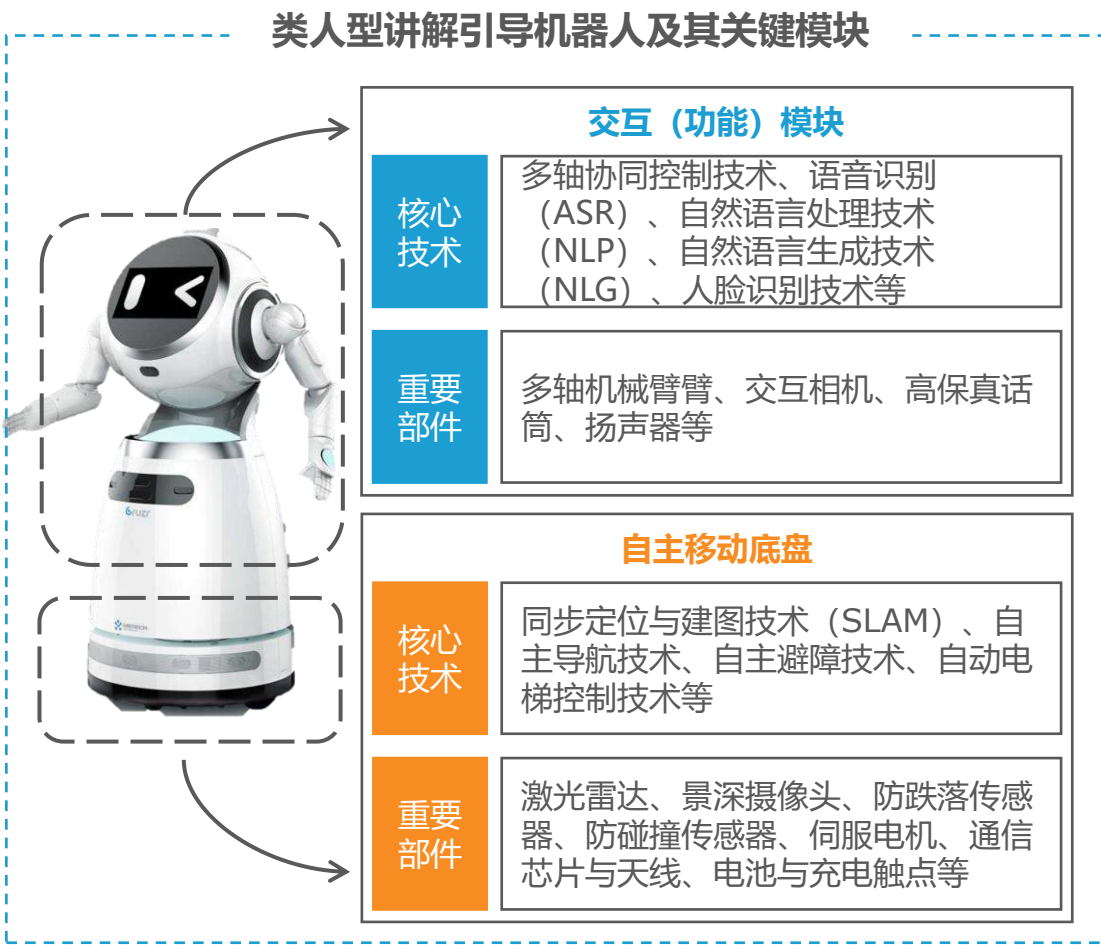 类人型讲解引导机器人及其关键模块
交互（功能）模块
核心
技术
多轴协同控制技术、语音识别
（ASR）、自然语言处理技术
（NLP）、自然语言生成技术
（NLG）、人脸识别技术等
重要
部件
多轴机械臂臂、交互相机、高保真话
筒、扬声器等
自主移动底盘
核心
技术
同步定位与建图技术（SLAM）、自
主导航技术、自主避障技术、自动电
梯控制技术等
重要
部件
激光雷达、景深摄像头、防跌落传感
器、防碰撞传感器、伺服电机、通信
芯片与天线、电池与充电触点等